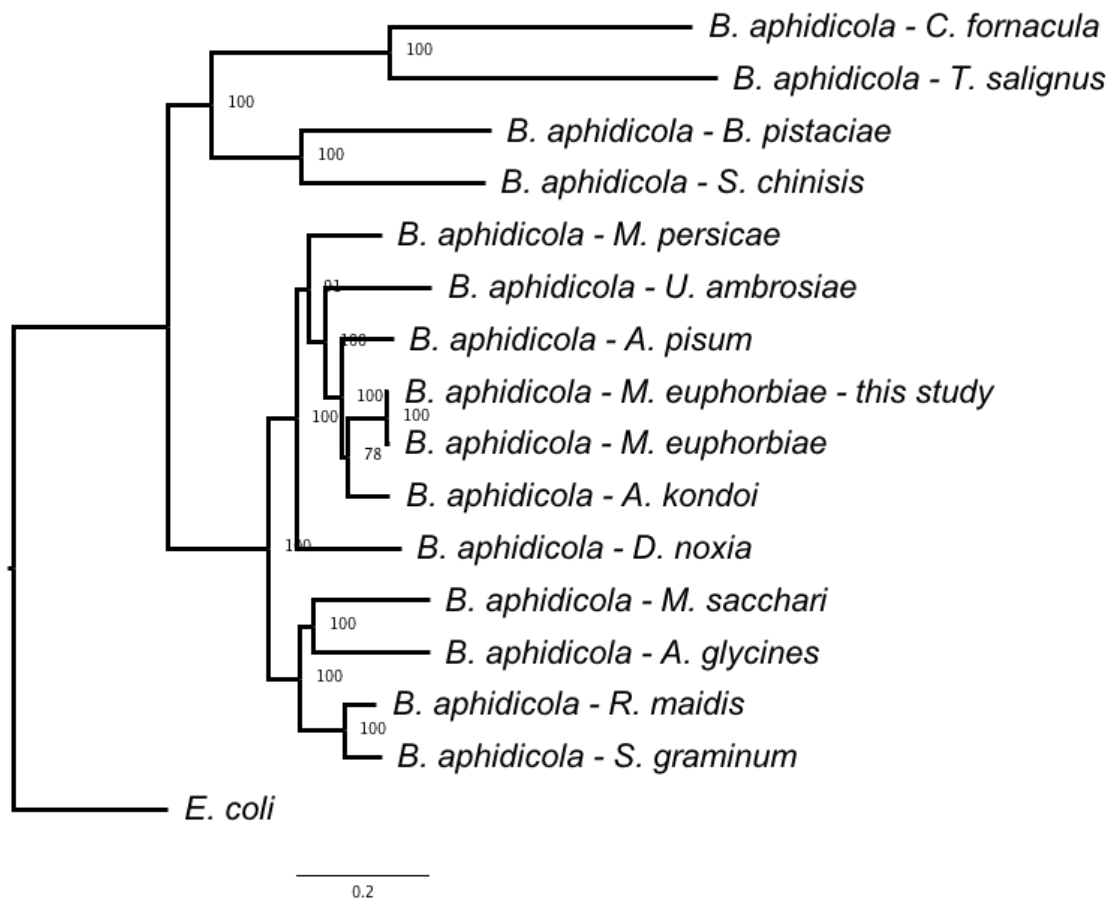 B. aphidicola - C. fornacula
100
B. aphidicola - T. salignus
100
B. aphidicola - B. pistaciae
100
B. aphidicola - S. chinisis
B. aphidicola - M. persicae
91
B. aphidicola - U. ambrosiae
100
B. aphidicola - A. pisum
100
B. aphidicola - M. euphorbiae - this study
100
100
B. aphidicola - M. euphorbiae
78
B. aphidicola - A. kondoi
100
B. aphidicola - D. noxia
B. aphidicola - M. sacchari
100
B. aphidicola - A. glycines
100
B. aphidicola - R. maidis
100
B. aphidicola - S. graminum
E. coli
0.2